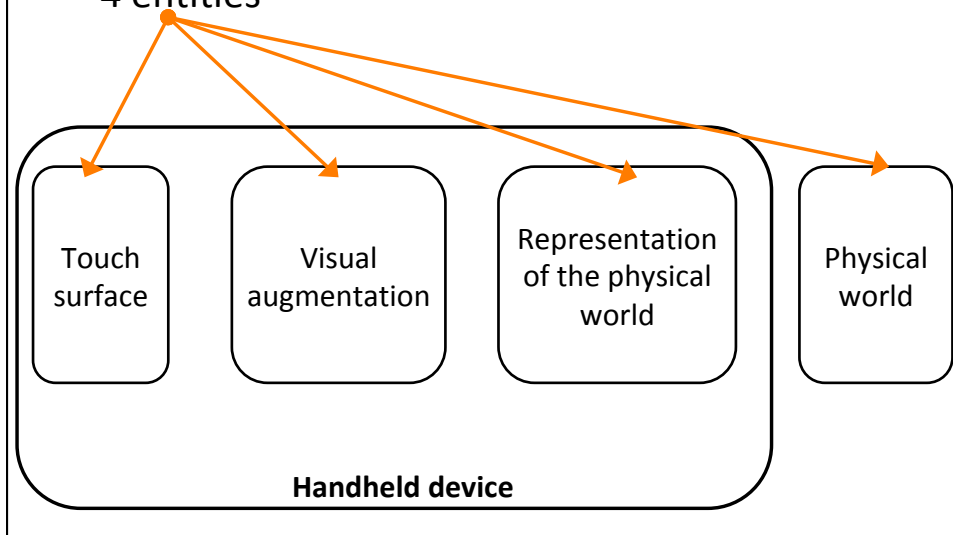 4 entities
Touch
surface
Visual
augmentation
Representation
of the physical
world
Physical
world
Handheld device